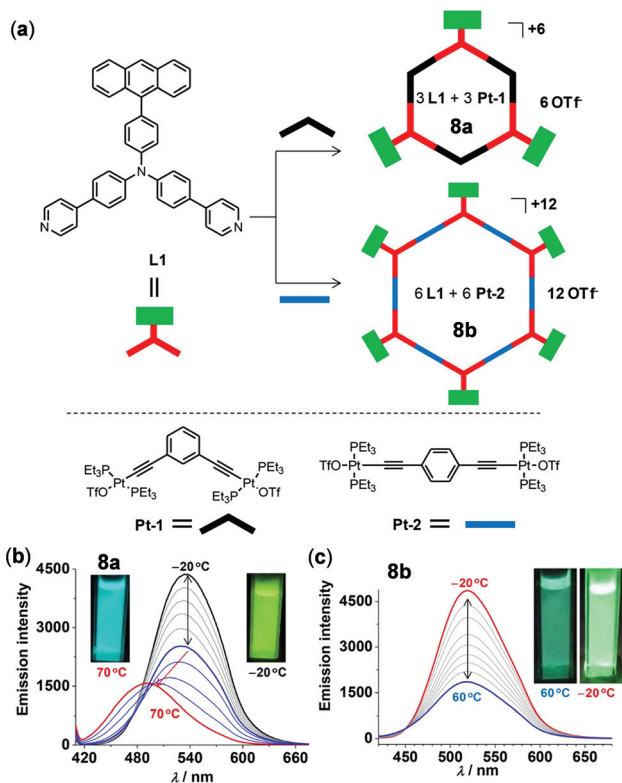 (a)
N
N
N
L1
=
+6
3 L1 + 3 Pt-1
6 OTf-
8a
+12
6 L1 + 6 Pt-2
12 OTf-
8b
Et3P
Pt
TfO
PEt3
PEt3
Pt
Et3P
OTf
Pt-1 =
PEt3
TfO-Pt
PEt3
PEt3
Pt-OTf
PEt3
Pt-2 =
(b)
8a
Emission intensity
4500
3000
1500
0
−20 °C
70 °C
−20 °C
70 °C
420 480 540 600 660
λ / nm
(c)
8b
Emission intensity
4500
3000
1500
0
−20 °C
60 °C
60 °C −20 °C
450 500 550 600 650
λ / nm